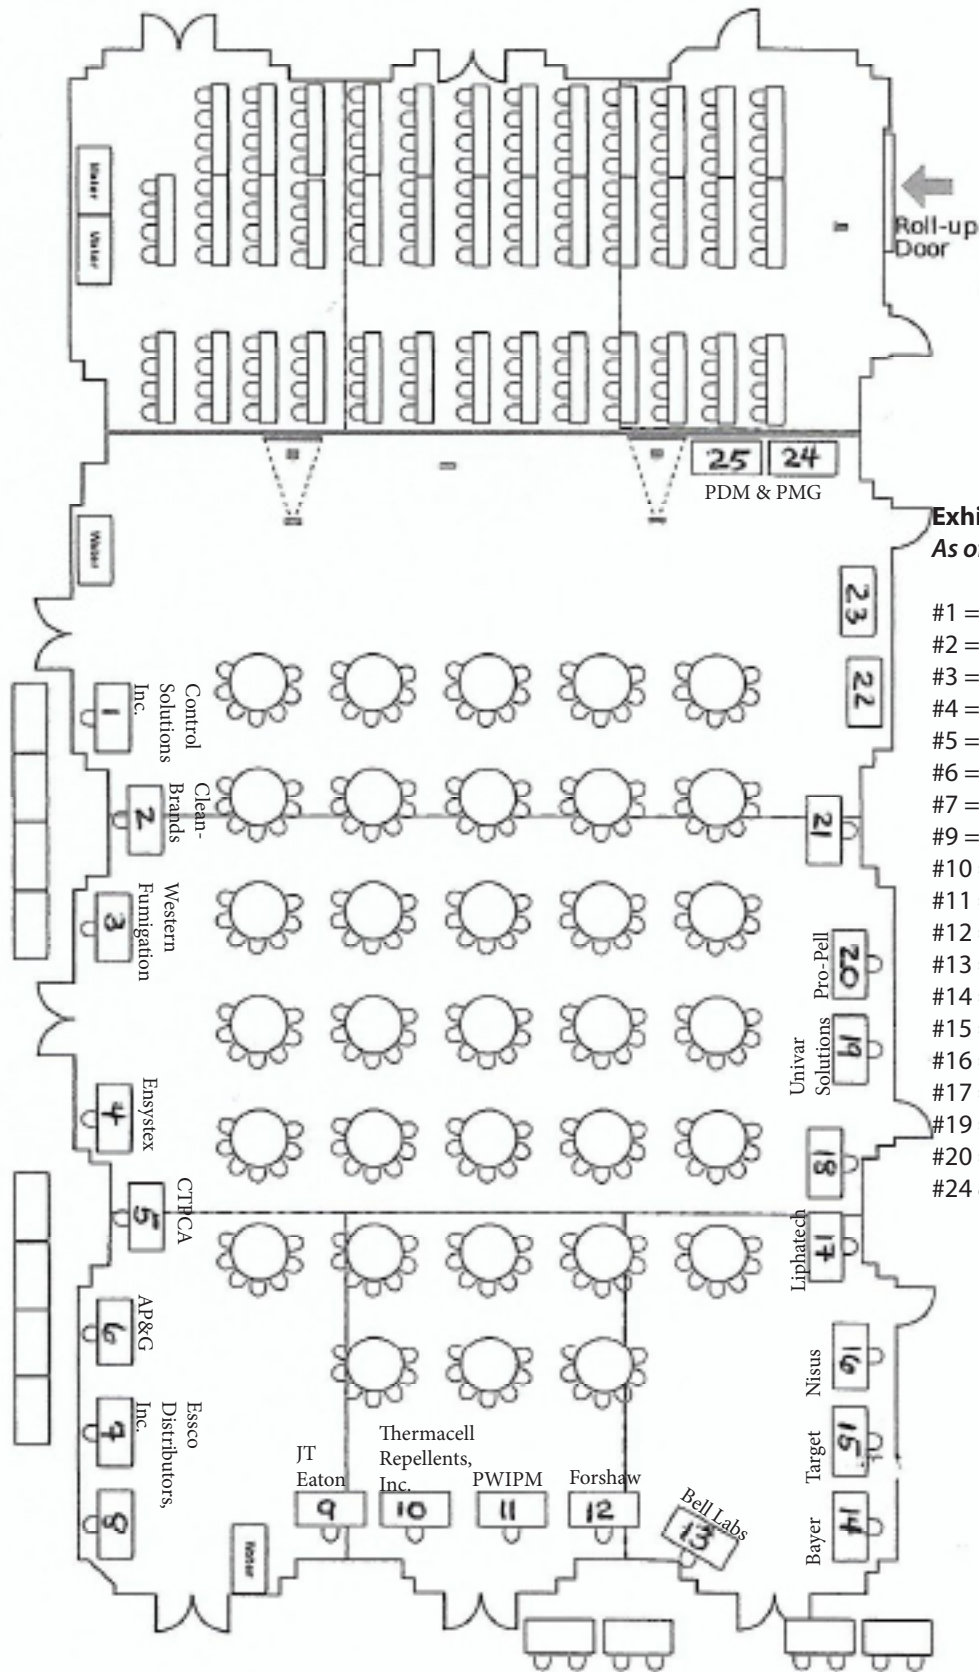 Water
Water
Roll-up
Door
25
24
PDM & PMG
Water
Exhi
As o
23
22
#1 =
#2 =
#3 =
#4 =
#5 =
#6 =
#7 =
#9 =
#10
#11
#12
#13
#14
#15
#16
#17
#19
#20
#24
1
Control
Solutions
Inc.
2
Clean-
Brands
21
3
Western
Fumigation
20
Pro-Pell
19
Univar
Solutions
4
Ensystex
18
5
CTPCA
17
Liphatech
6
AP&G
16
Nisus
7
Essco
Distributors,
Inc.
15
Target
8
JT
Eaton
9
Thermacell
Repellents,
Inc.
10
PWIPM
11
Forshaw
12
Bell Labs
13
14
Bayer
Water